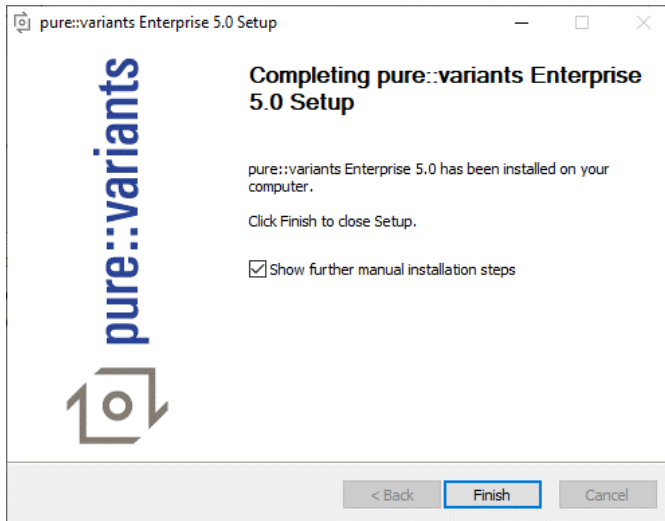 pure::variants Enterprise 5.0 Setup
pure::variants
Completing pure::variants Enterprise
5.0 Setup
pure::variants Enterprise 5.0 has been installed on your
computer.
Click Finish to close Setup.
Show further manual installation steps
< Back
Finish
Cancel